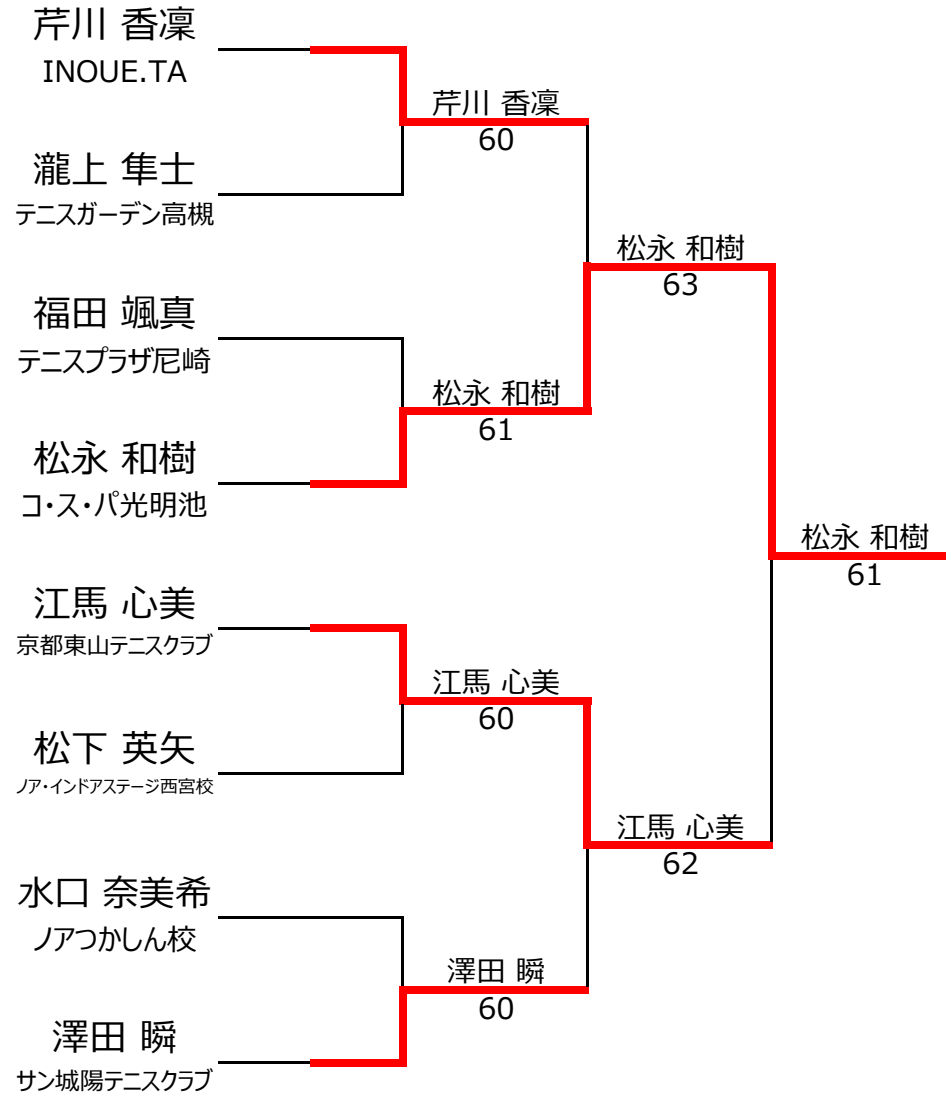 芹川 香凜
INOUE.TA
瀧上 隼士
テニスガーデン高槻
福田 颯真
テニスプラザ尼崎
松永 和樹
コ・ス・パ光明池
江馬 心美
京都東山テニスクラブ
松下 英矢
ノア・インドアステージ西宮校
水口 奈美希
ノアつかしん校
澤田 瞬
サン城陽テニスクラブ
芹川 香凜
60
松永 和樹
61
江馬 心美
60
澤田 瞬
60
松永 和樹
63
江馬 心美
62
松永 和樹
61